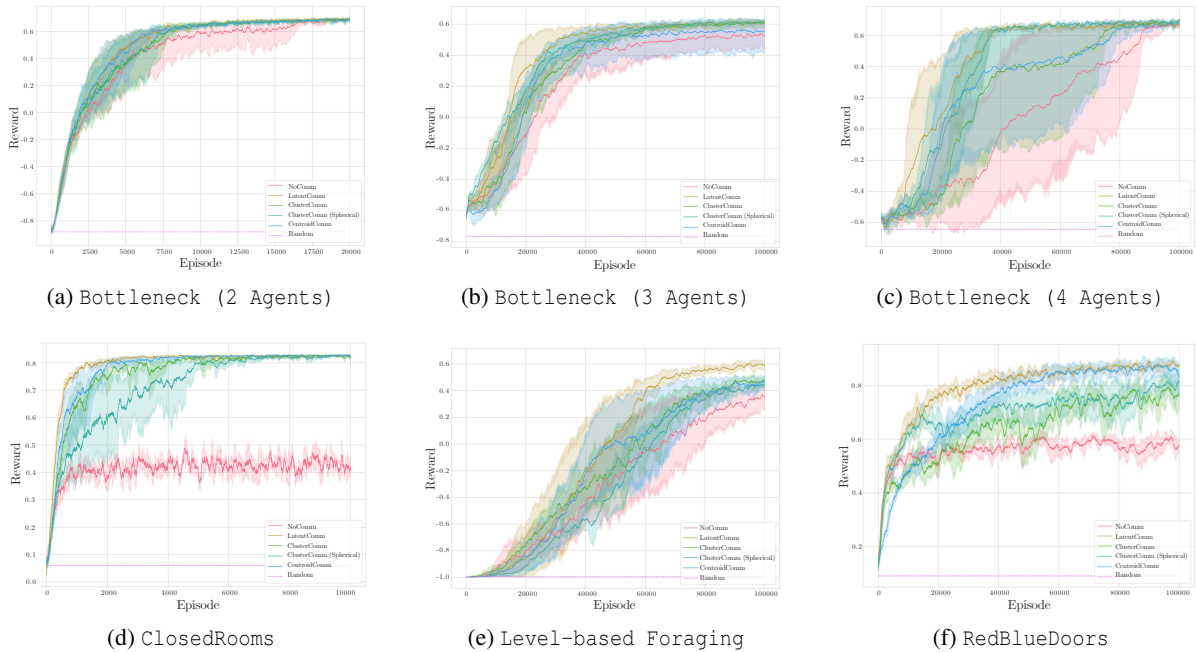 0.6
0.4
0.2
0.0
-0.2
-0.4
-0.6
-0.8
Reward
0
2500
5000
7500
10000
12500
15000
17500
20000
Episode
NoComm
LatentComm
ClusterComm
ClusterComm (Spherical)
CentroidComm
Random
(a) Bottleneck (2 Agents)
0.6
0.4
0.2
0.0
-0.2
-0.4
-0.6
-0.8
Reward
0
20000
40000
60000
80000
100000
Episode
NoComm
LatentComm
ClusterComm
ClusterComm (Spherical)
CentroidComm
Random
(b) Bottleneck (3 Agents)
0.6
0.4
0.2
-0.0
-0.2
-0.4
-0.6
Reward
0
20000
40000
60000
80000
100000
Episode
NoComm
LatentComm
ClusterComm
ClusterComm (Spherical)
CentroidComm
Random
(c) Bottleneck (4 Agents)
0.8
0.7
0.6
0.5
0.4
0.3
0.2
0.1
0.0
Reward
0
2000
4000
6000
8000
10000
Episode
NoComm
LatentComm
ClusterComm
ClusterComm (Spherical)
CentroidComm
Random
(d) ClosedRooms
0.6
0.4
0.2
0.0
-0.2
-0.4
-0.6
-0.8
-1.0
Reward
0
20000
40000
60000
80000
100000
Episode
NoComm
LatentComm
ClusterComm
ClusterComm (Spherical)
CentroidComm
Random
(e) Level-based Foraging
0.8
0.6
0.4
0.2
Reward
0
20000
40000
60000
80000
100000
Episode
NoComm
LatentComm
ClusterComm
ClusterComm (Spherical)
CentroidComm
Random
(f) RedBlueDoors